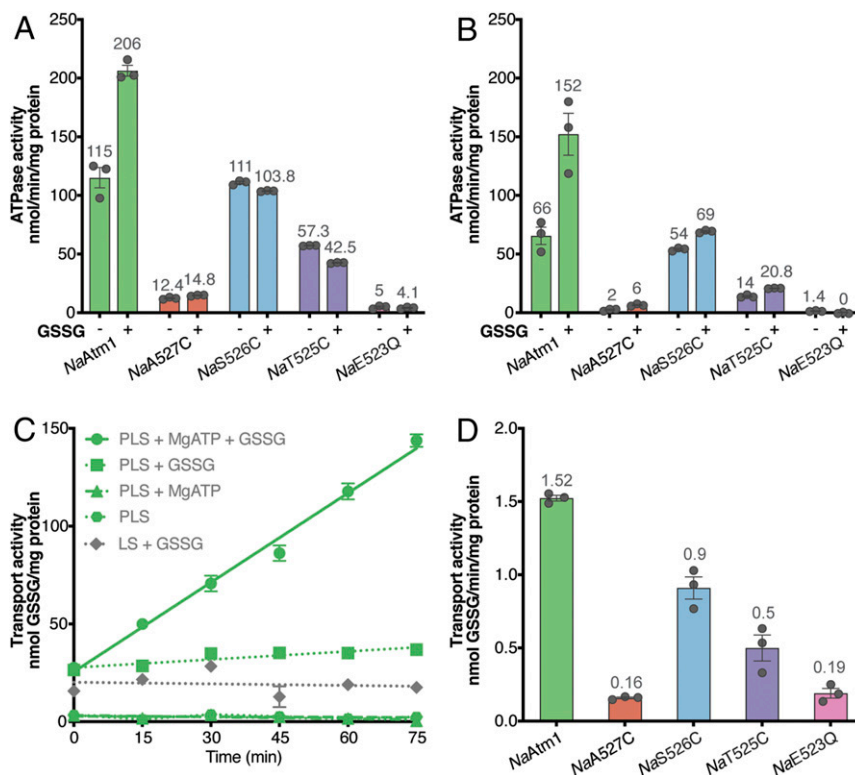 A
ATPase activity
nmol/min/mg protein
250
200
150
100
50
0
115
206
12.4
14.8
111
103.8
57.3
42.5
5
4.1
GSSG - + - + - + - + - +
NaAtm1
NaA527C
NaS526C
NaT525C
NaE523Q
B
ATPase activity
nmol/min/mg protein
250
200
150
100
50
0
66
152
2
6
54
69
14
20.8
1.4
0
GSSG - + - + - + - + - +
NaAtm1
NaA527C
NaS526C
NaT525C
NaE523Q
C
Transport activity
nmol GSSG/mg protein
150
100
50
0
PLS + MgATP + GSSG
PLS + GSSG
PLS + MgATP
PLS
LS + GSSG
0 15 30 45 60 75
Time (min)
D
Transport activity
nmol GSSG/min/mg protein
2.0
1.5
1.0
0.5
0.0
1.52
0.16
0.9
0.5
0.19
NaAtm1
NaA527C
NaS526C
NaT525C
NaE523Q